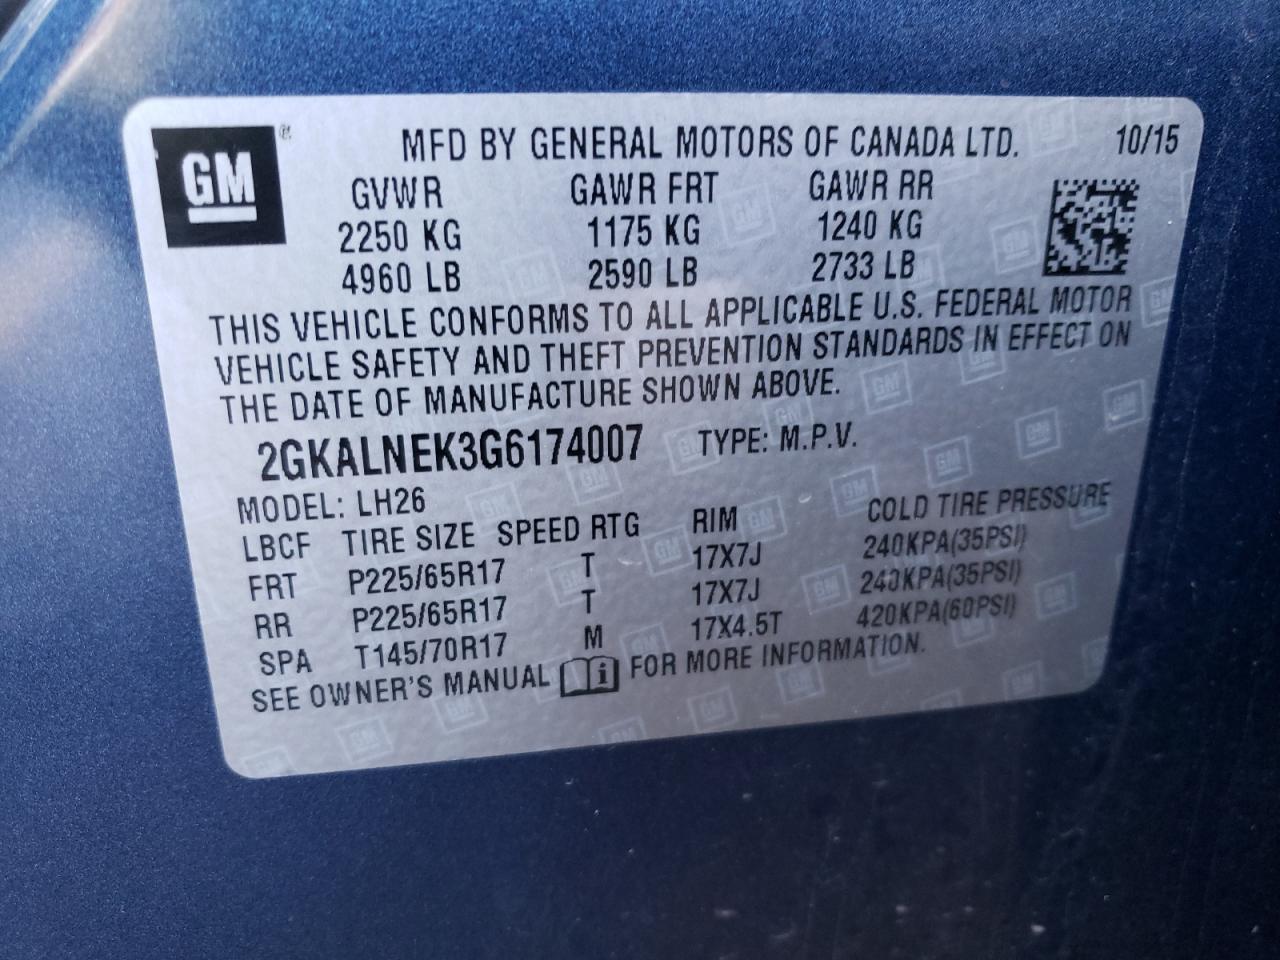 GM ® MFD BY GENERAL MOTORS OF CANADA LTD. 10/15
GVWR GAWR FRT GAWR RR
2250 KG 1175 KG 1240 KG
4960 LB 2590 LB 2733 LB
THIS VEHICLE CONFORMS TO ALL APPLICABLE U.S. FEDERAL MOTOR
VEHICLE SAFETY AND THEFT PREVENTION STANDARDS IN EFFECT ON
THE DATE OF MANUFACTURE SHOWN ABOVE.
2GKALNEK3G6174007 TYPE: M.P.V.
MODEL: LH26
LBCF TIRE SIZE SPEED RTG RIM COLD TIRE PRESSURE
FRT P225/65R17 T 17X7J 240KPA(35PSI)
RR P225/65R17 T 17X7J 240KPA(35PSI)
SPA T145/70R17 M 17X4.5T 420KPA(60PSI)
SEE OWNER'S MANUAL i FOR MORE INFORMATION.